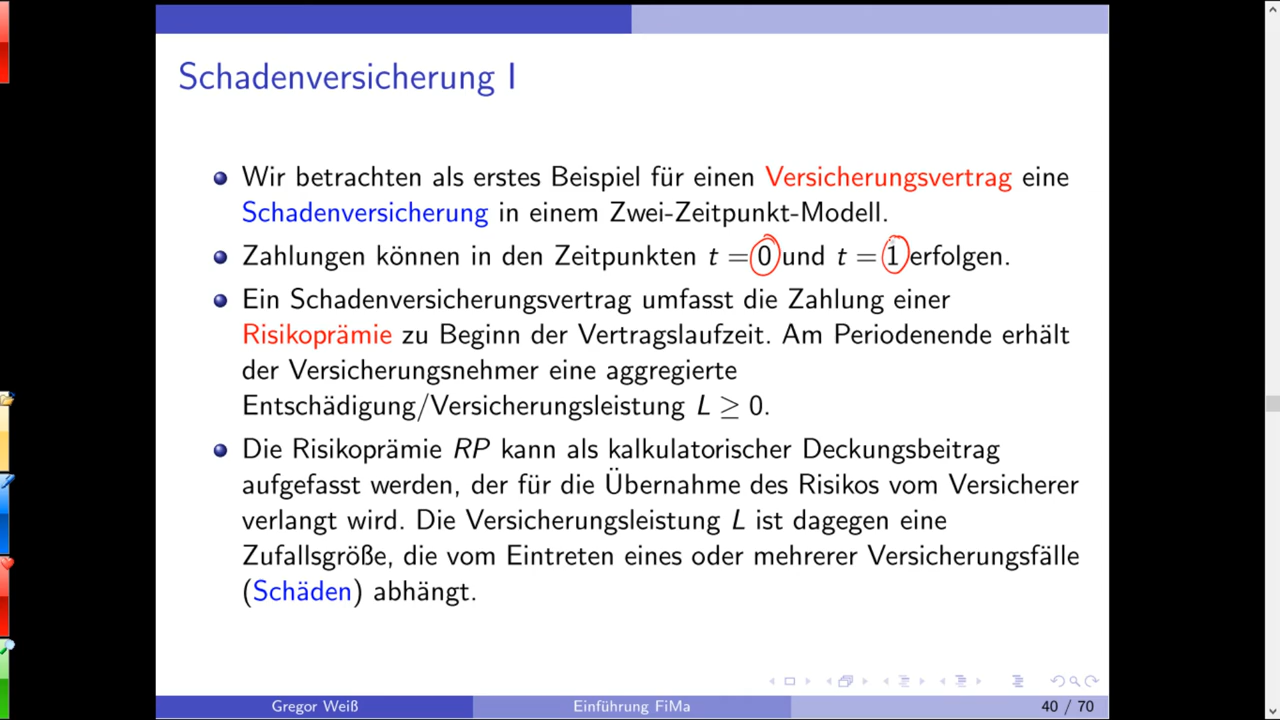 Schadenversicherung I
Wir betrachten als erstes Beispiel für einen Versicherungsvertrag eine
Schadenversicherung in einem Zwei-Zeitpunkt-Modell.
Zahlungen können in den Zeitpunkten t = 0 und t = 1 erfolgen.
Ein Schadenversicherungsvertrag umfasst die Zahlung einer
Risikoprämie zu Beginn der Vertragslaufzeit. Am Periodenende erhält
der Versicherungsnehmer eine aggregierte
Entschädigung/Versicherungsleistung L ≥ 0.
Die Risikoprämie RP kann als kalkulatorischer Deckungsbeitrag
aufgefasst werden, der für die Übernahme des Risikos vom Versicherer
verlangt wird. Die Versicherungsleistung L ist dagegen eine
Zufallsgröße, die vom Eintreten eines oder mehrerer Versicherungsfälle
(Schäden) abhängt.
Gregor Weiß Einführung FiMa 40 / 70